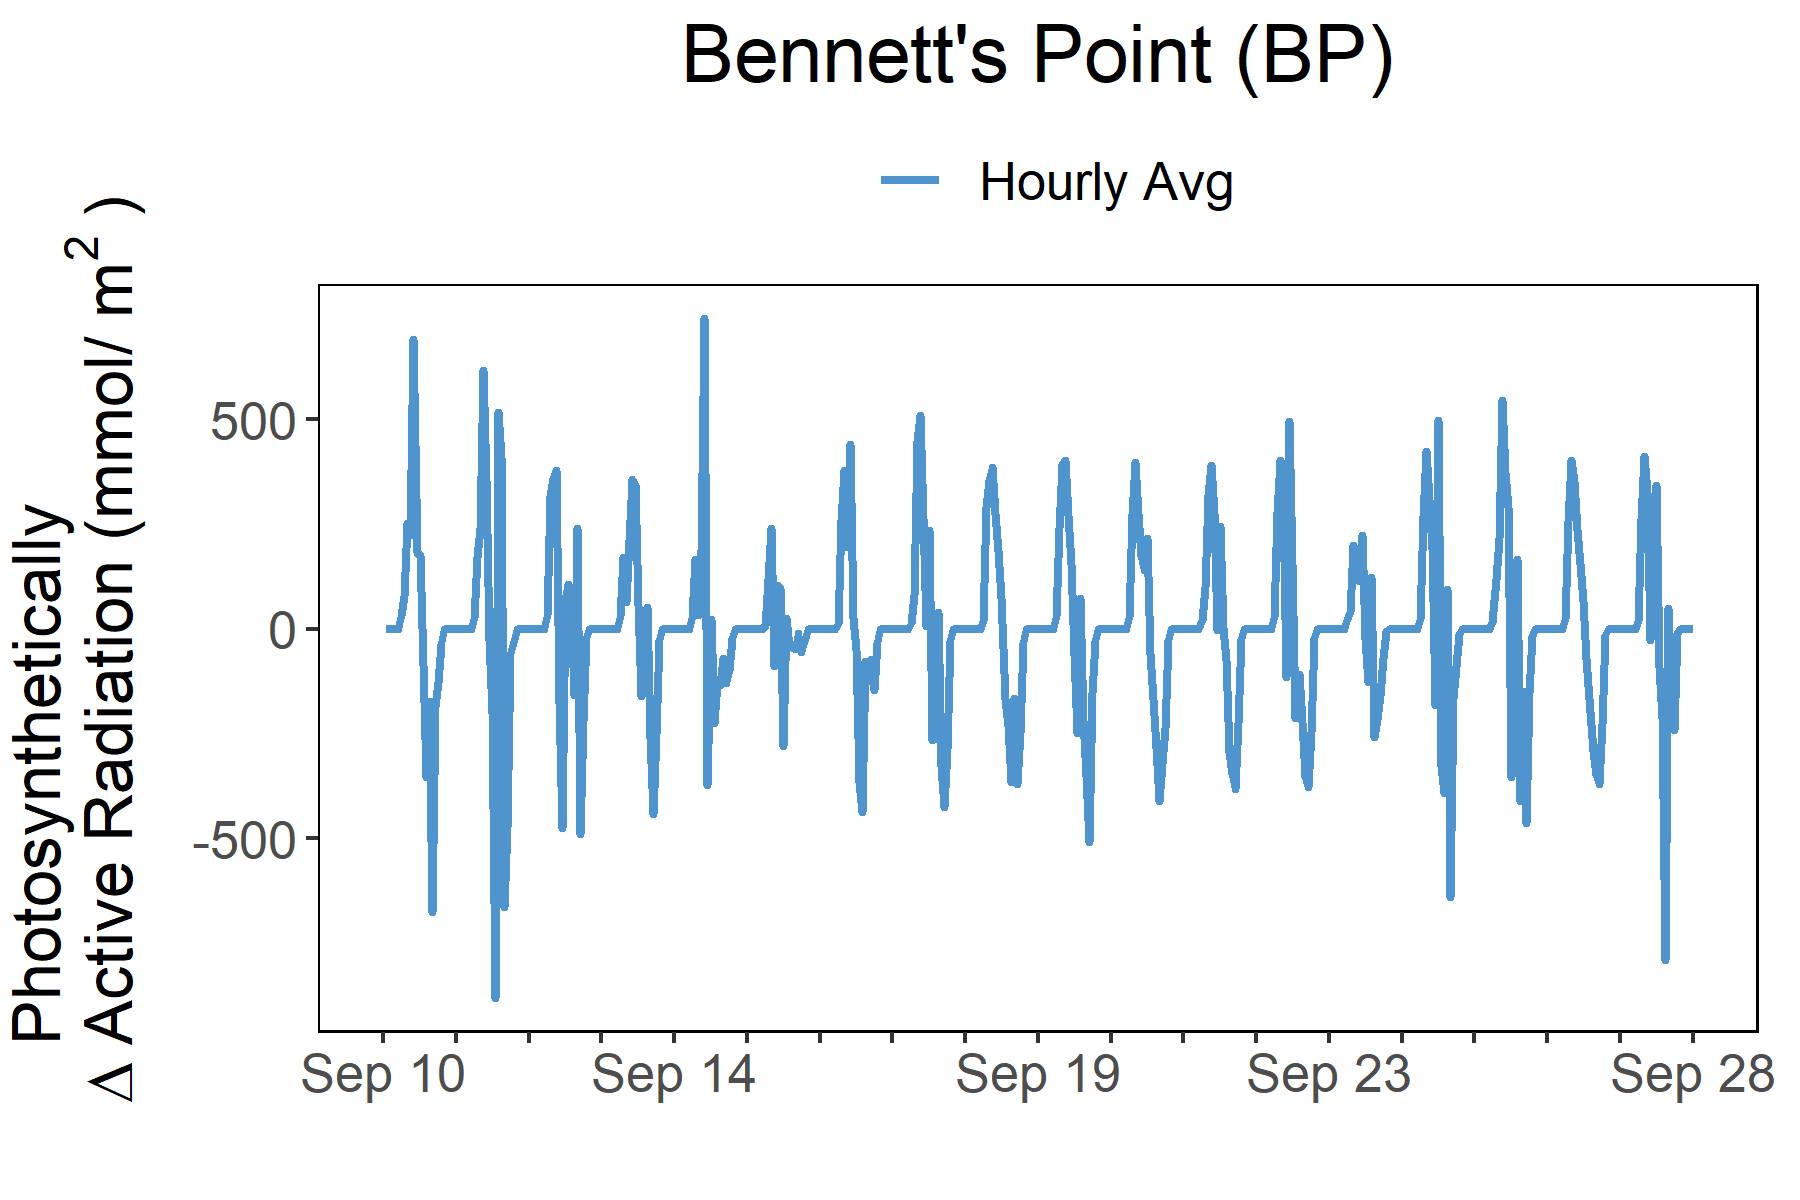 Bennett's Point (BP)
Hourly Avg
Photosynthetically
Δ Active Radiation (mmol/ m² )
500
0
-500
Sep 10 Sep 14 Sep 19 Sep 23 Sep 28